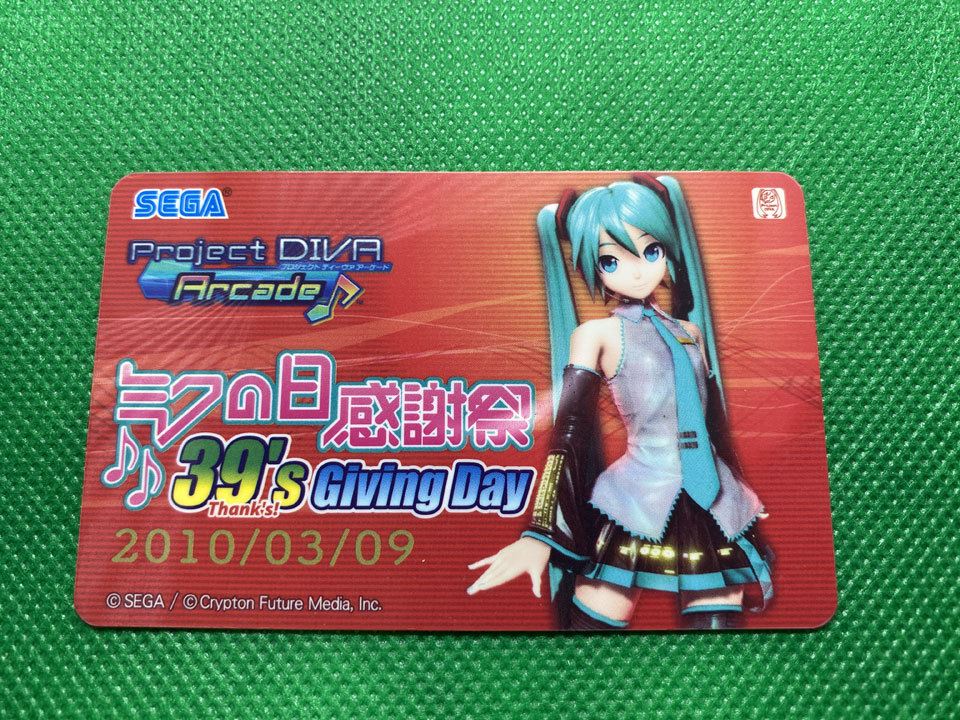 SEGA®
Project DIVA
プロジェクト ディーヴァ アーケード
Arcade
ミクの日感謝祭
39's Giving Day
Thank's!
2010/03/09
© SEGA / © Crypton Future Media, Inc.